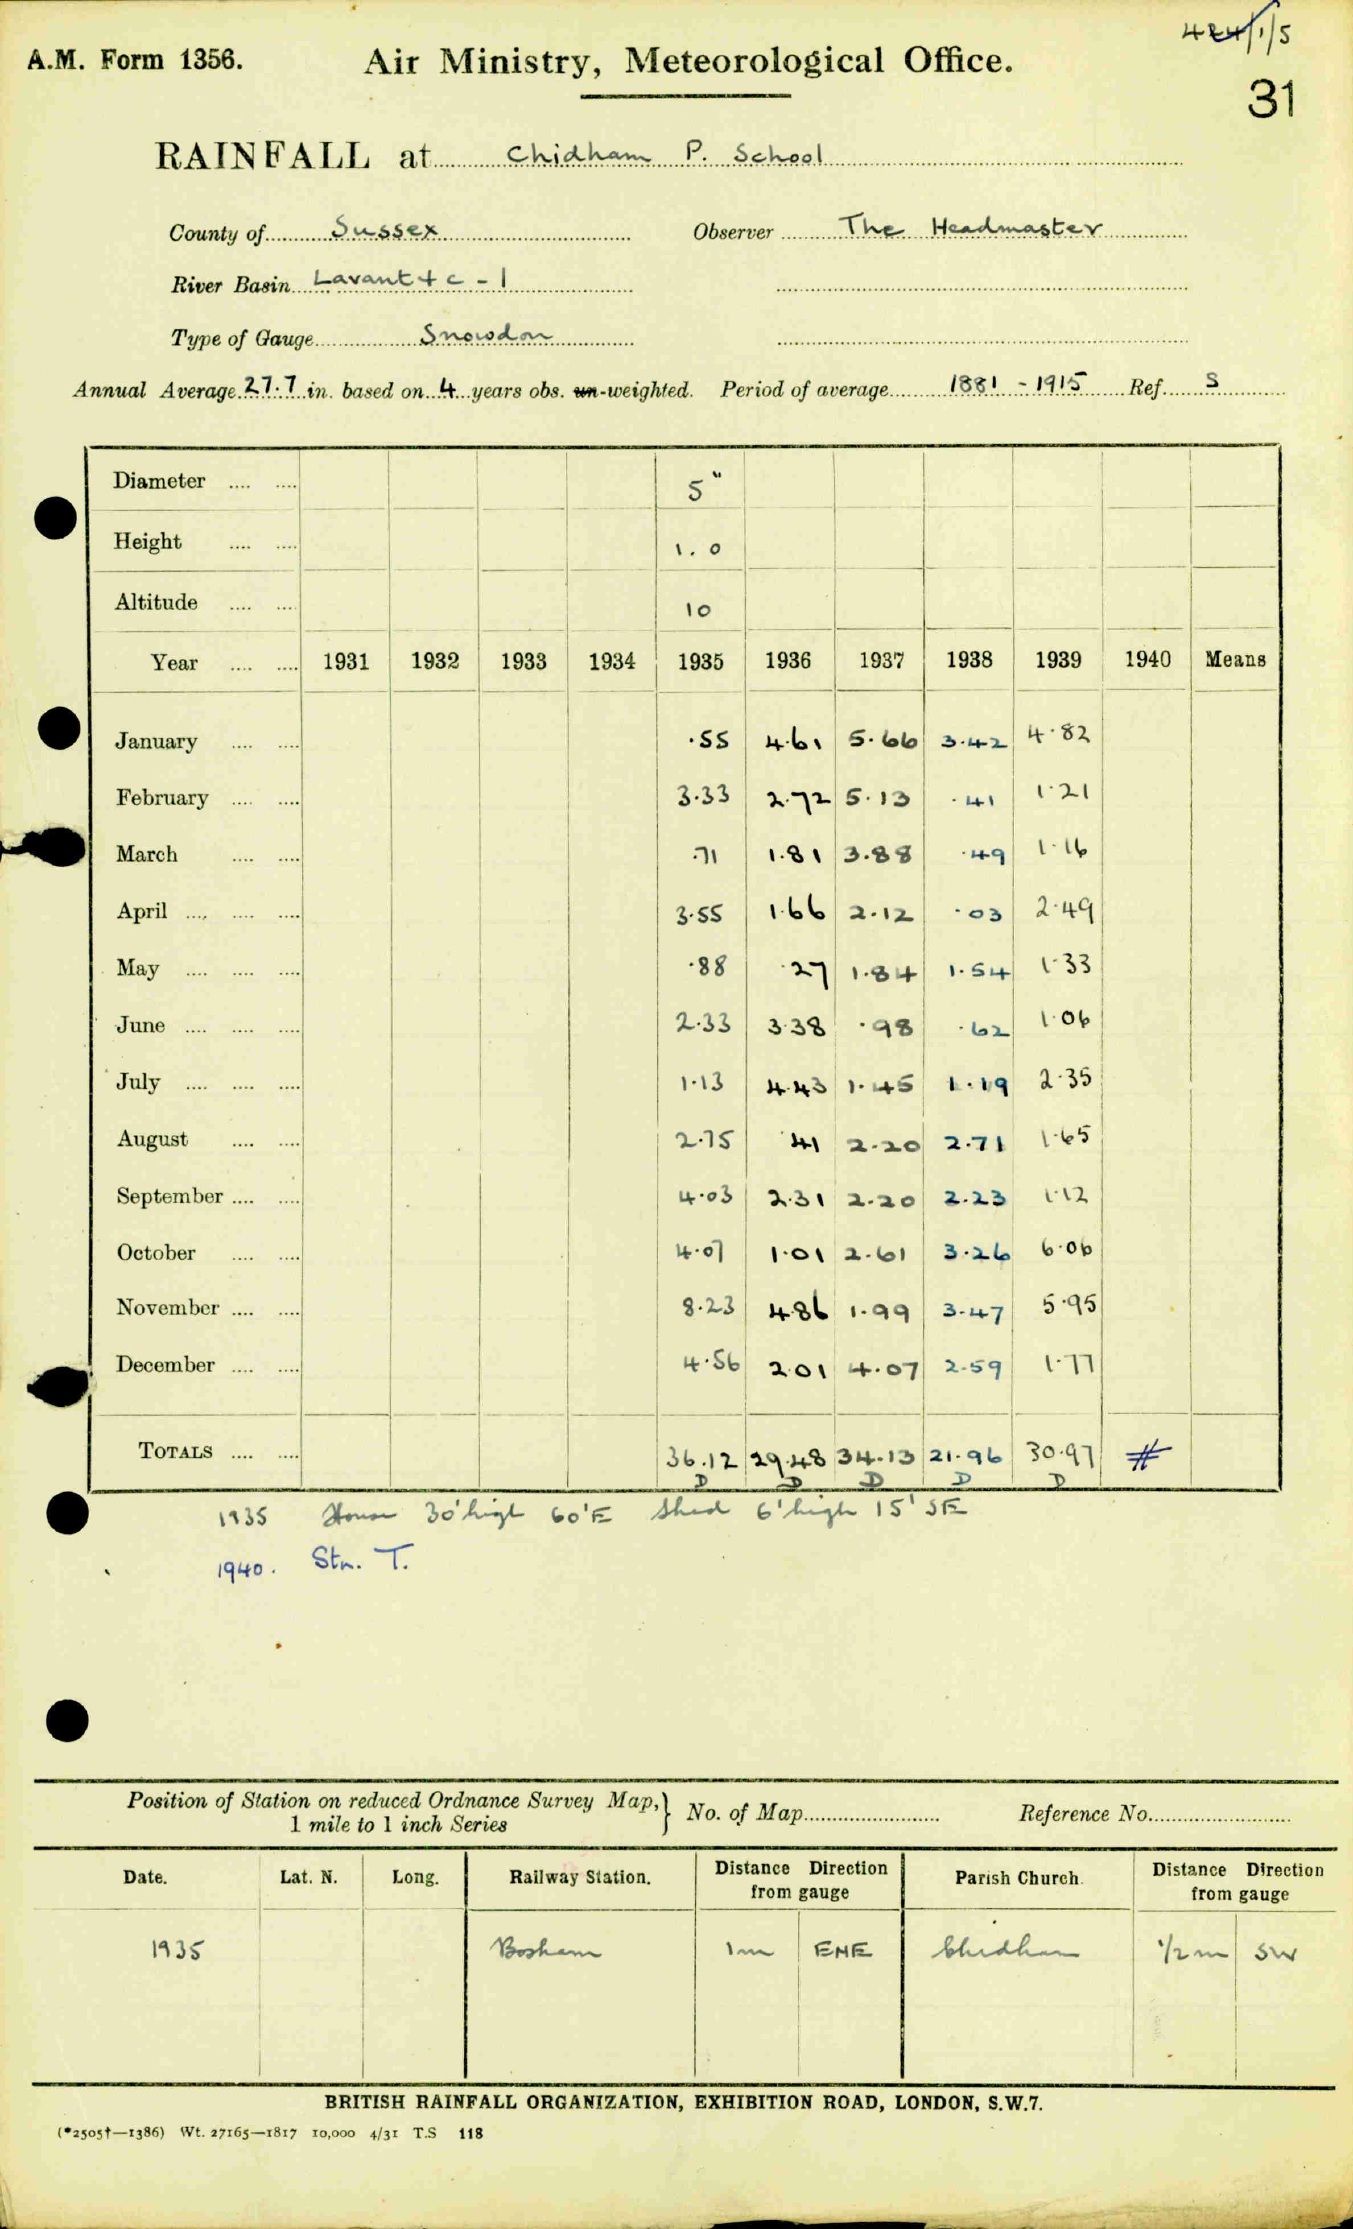 424/1/5
A.M. Form 1356. Air Ministry, Meteorological Office.
31
RAINFALL at Chidham P. School
County of Sussex Observer The Headmaster
River Basin Lavant + c - 1
Type of Gauge Snowdon
Annual Average 27.7 in. based on 4 years obs. un-weighted. Period of average 1881 - 1915 Ref. S
Diameter .... .... 5"
Height .... .... 1.0
Altitude .... .... 10
Year .... .... 1931 1932 1933 1934 1935 1936 1937 1938 1939 1940 Means
January .... .... .55 4.61 5.66 3.42 4.82
February .... .... 3.33 2.72 5.13 .41 1.21
March .... .... .71 1.81 3.88 .49 1.16
April .... .... .... 3.55 1.66 2.12 .03 2.49
May .... .... .... .88 .27 1.84 1.54 1.33
June .... .... .... 2.33 3.38 .98 .62 1.06
July .... .... .... 1.13 4.43 1.45 1.19 2.35
August .... .... 2.75 .41 2.20 2.71 1.65
September .... .... 4.03 2.31 2.20 2.23 1.12
October .... .... 4.07 1.01 2.61 3.26 6.06
November .... .... 8.23 4.86 1.99 3.47 5.95
December .... .... 4.56 2.01 4.07 2.59 1.77
TOTALS .... .... 36.12 29.48 34.13 21.96 30.97 #
D D D D D
1935 House 30' high 60' E Shed 6' high 15' SE
1940. Stn. T.
Position of Station on reduced Ordnance Survey Map, } No. of Map Reference No.
1 mile to 1 inch Series
Date. Lat. N. Long. Railway Station. Distance Direction from gauge Parish Church. Distance Direction from gauge
1935 Bosham 1m ENE Chidham 1/2 m SW
BRITISH RAINFALL ORGANIZATION, EXHIBITION ROAD, LONDON, S.W.7.
(*2505†—1386) Wt. 27165—1817 10,000 4/31 T.S 118